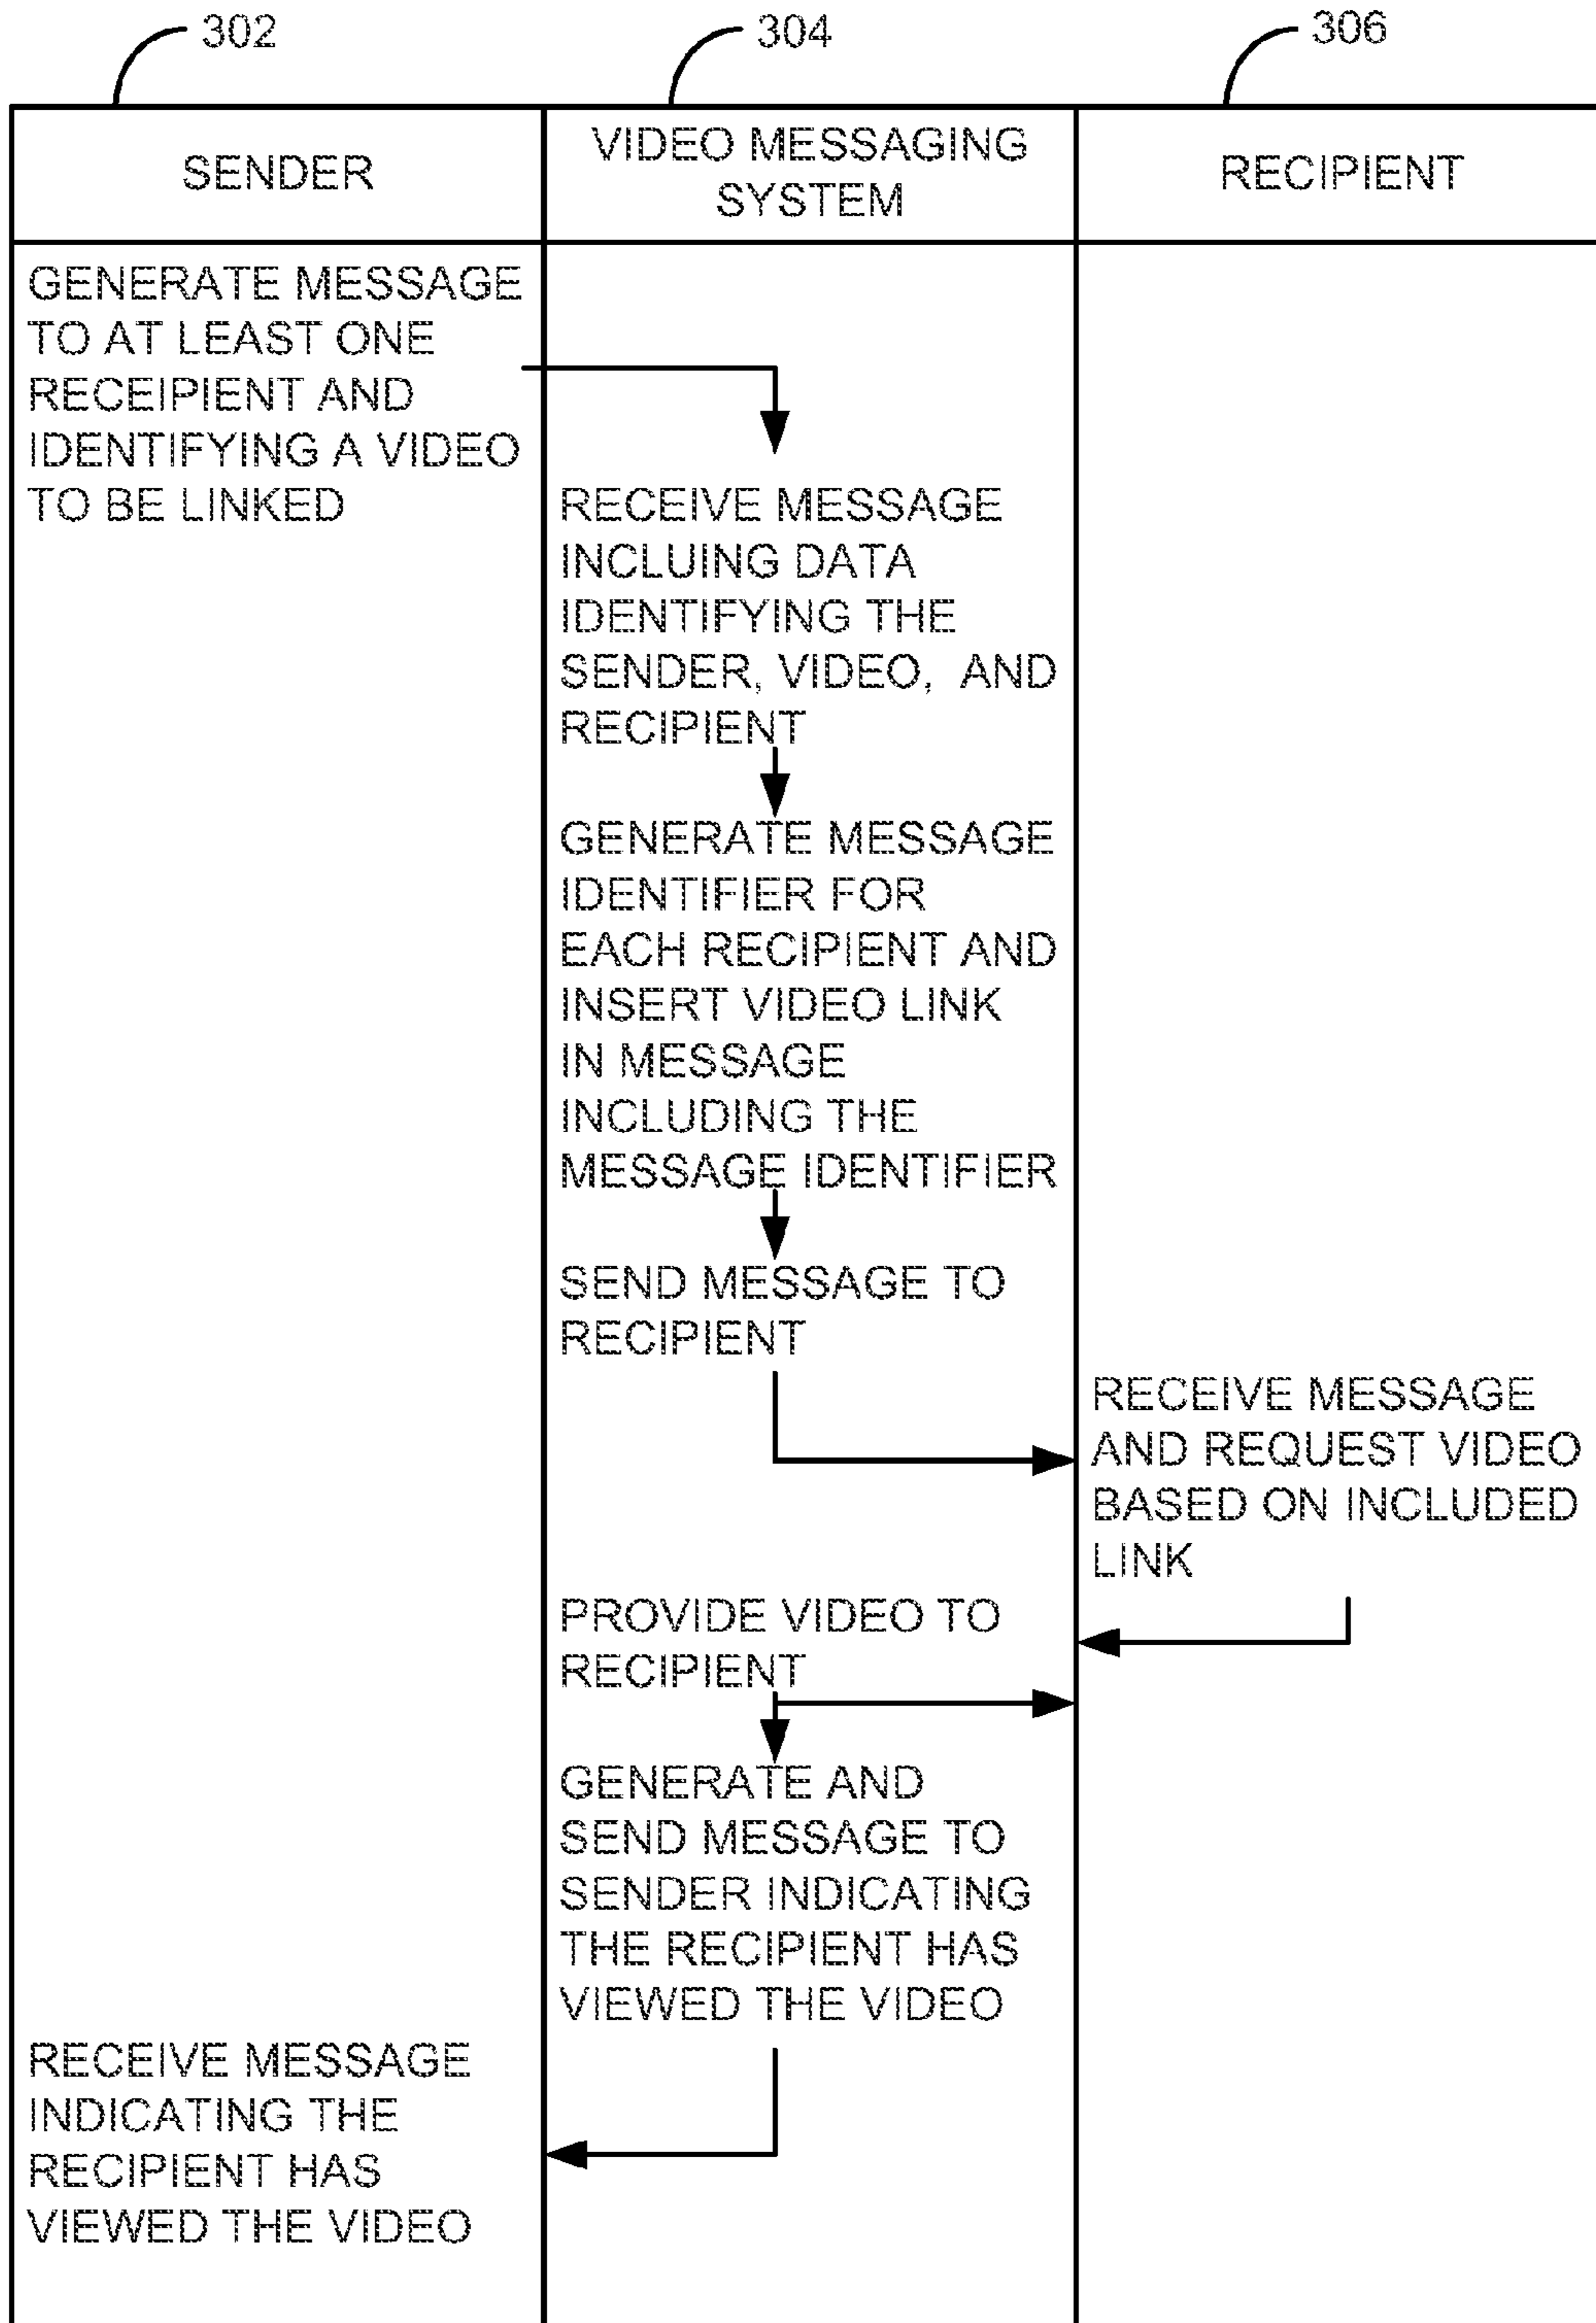 302
304
306
SENDER
VIDEO MESSAGING
SYSTEM
RECIPIENT
GENERATE MESSAGE
TO AT LEAST ONE
RECEIPIENT AND
IDENTIFYING A VIDEO
TO BE LINKED
RECEIVE MESSAGE
INCLUING DATA
IDENTIFYING THE
SENDER, VIDEO, AND
RECIPIENT
GENERATE MESSAGE
IDENTIFIER FOR
EACH RECIPIENT AND
INSERT VIDEO LINK
IN MESSAGE
INCLUDING THE
MESSAGE IDENTIFIER
SEND MESSAGE TO
RECIPIENT
RECEIVE MESSAGE
AND REQUEST VIDEO
BASED ON INCLUDED
LINK
PROVIDE VIDEO TO
RECIPIENT
GENERATE AND
SEND MESSAGE TO
SENDER INDICATING
THE RECIPIENT HAS
VIEWED THE VIDEO
RECEIVE MESSAGE
INDICATING THE
RECIPIENT HAS
VIEWED THE VIDEO